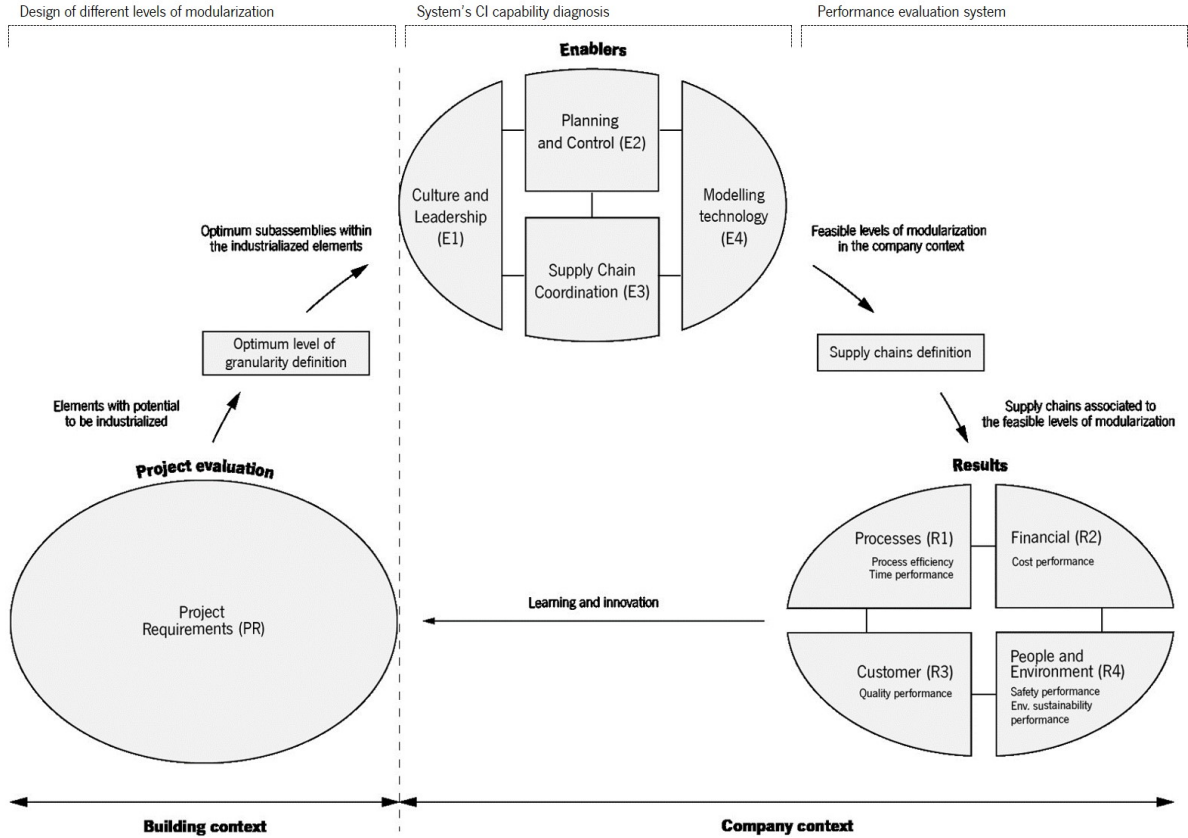 Design of different levels of modularization
System's CI capability diagnosis
Performance evaluation system
Enablers
Planning
and Control (E2)
Culture and
Leadership
(E1)
Modelling
technology
(E4)
Supply Chain
Coordination (E3)
Optimum subassemblies within
the industrialiazed elements
Feasible levels of modularization
in the company context
Optimum level of
granularity definition
Supply chains definition
Elements with potential
to be industrialized
Supply chains associated to
the feasible levels of modularization
Project evaluation
Project
Requirements (PR)
Learning and innovation
Results
Processes (R1)
Process efficiency
Time performance
Financial (R2)
Cost performance
Customer (R3)
Quality performance
People and
Environment (R4)
Safety performance
Env. sustainability
performance
Building context
Company context